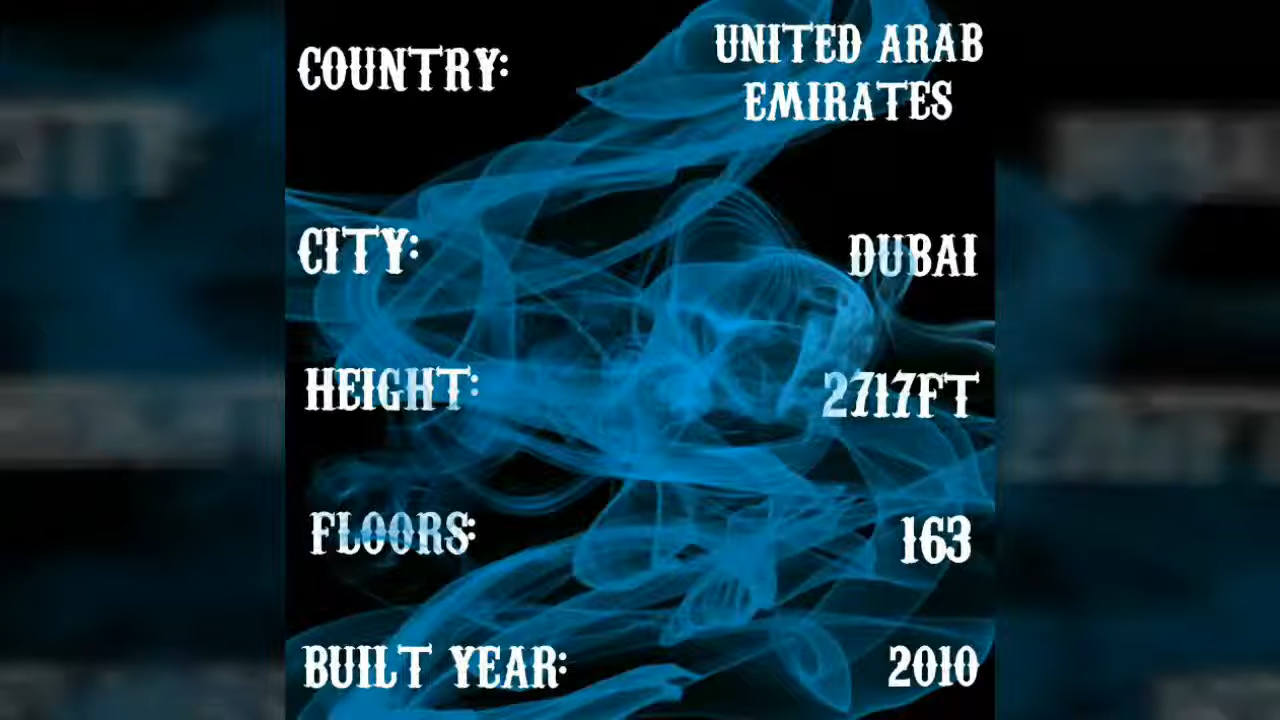 COUNTRY:
UNITED ARAB
EMIRATES
CITY:
DUBAI
HEIGHT:
2717FT
FLOORS:
163
BUILT YEAR:
2010